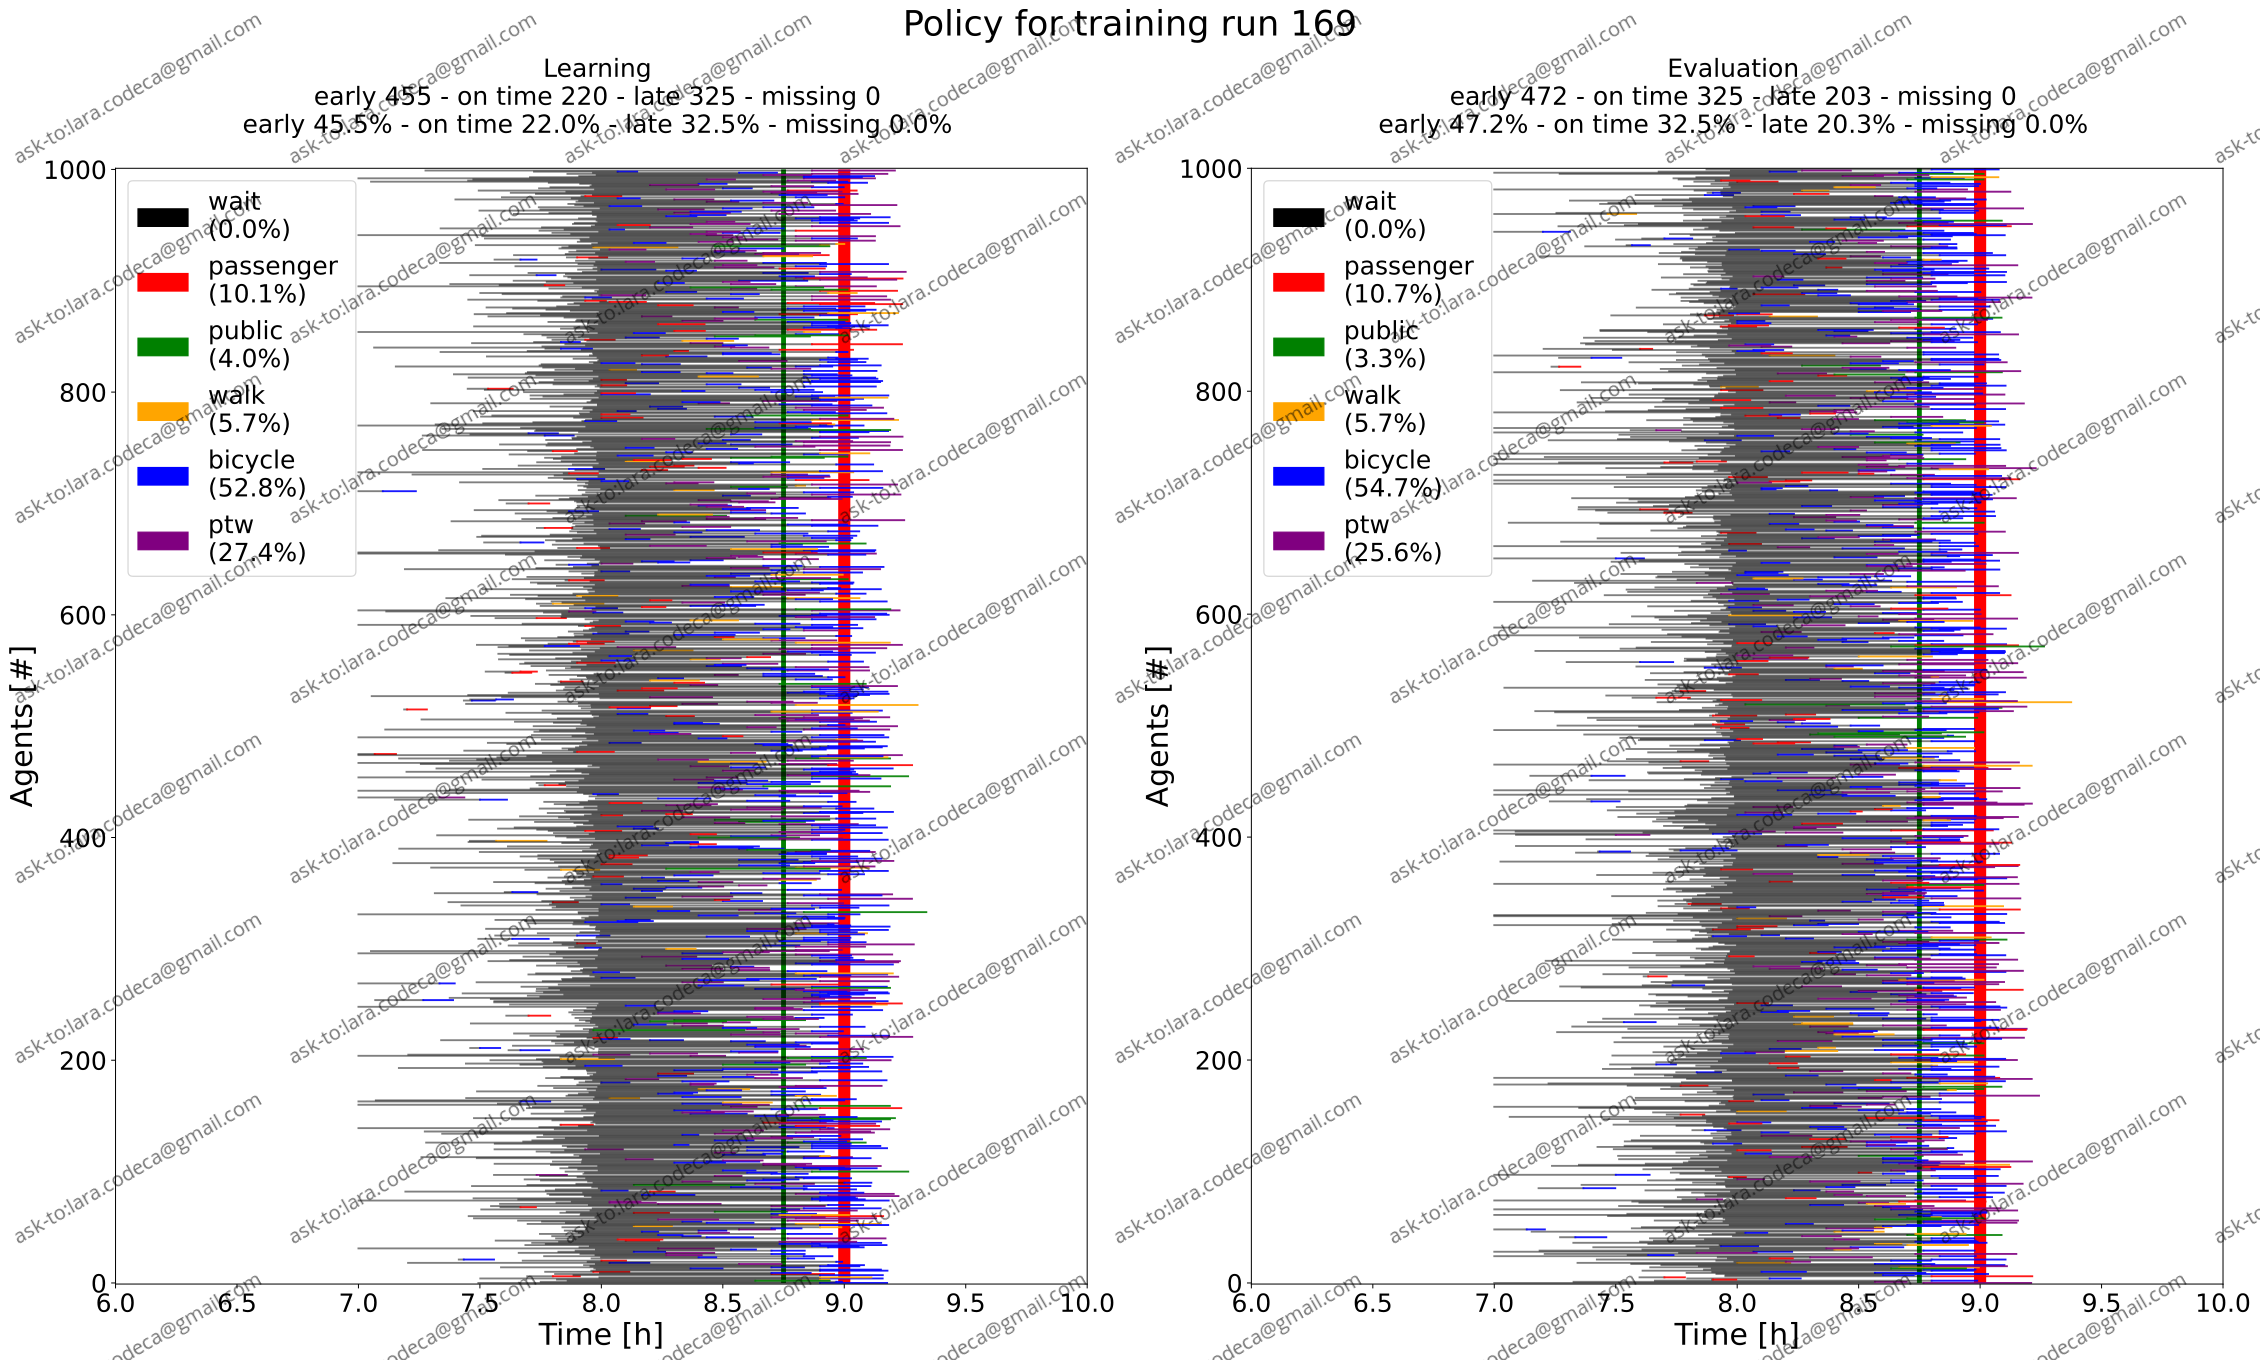 Policy for training run 169
Learning
early 455 - on time 220 - late 325 - missing 0
early 45.5% - on time 22.0% - late 32.5% - missing 0.0%
1000
800
600
400
200
0
Agents [#]
wait
(0.0%)
passenger
(10.1%)
public
(4.0%)
walk
(5.7%)
bicycle
(52.8%)
ptw
(27.4%)
6.0 6.5 7.0 7.5 8.0 8.5 9.0 9.5 10.0
Time [h]
Evaluation
early 472 - on time 325 - late 203 - missing 0
early 47.2% - on time 32.5% - late 20.3% - missing 0.0%
1000
800
600
400
200
0
Agents [#]
wait
(0.0%)
passenger
(10.7%)
public
(3.3%)
walk
(5.7%)
bicycle
(54.7%)
ptw
(25.6%)
6.0 6.5 7.0 7.5 8.0 8.5 9.0 9.5 10.0
Time [h]
ask-to:lara.codeca@gmail.com